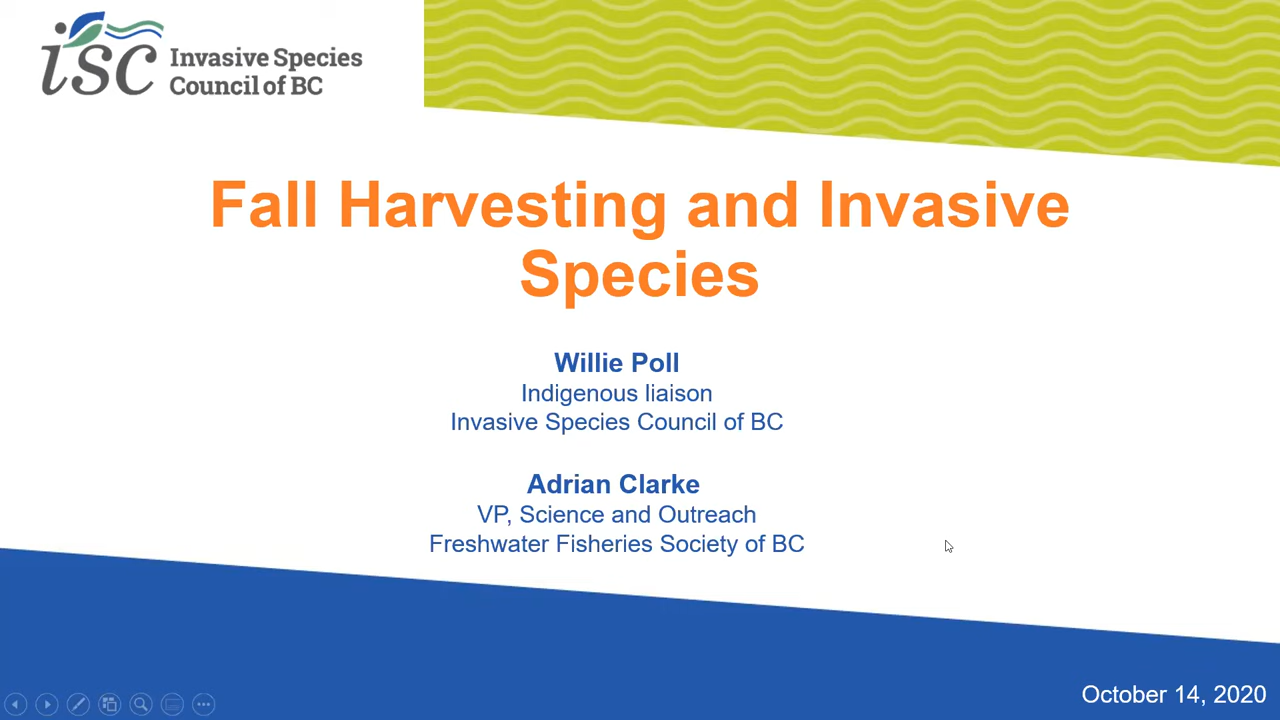 isc
Invasive Species
Council of BC
Fall Harvesting and Invasive
Species
Willie Poll
Indigenous liaison
Invasive Species Council of BC
Adrian Clarke
VP, Science and Outreach
Freshwater Fisheries Society of BC
October 14, 2020